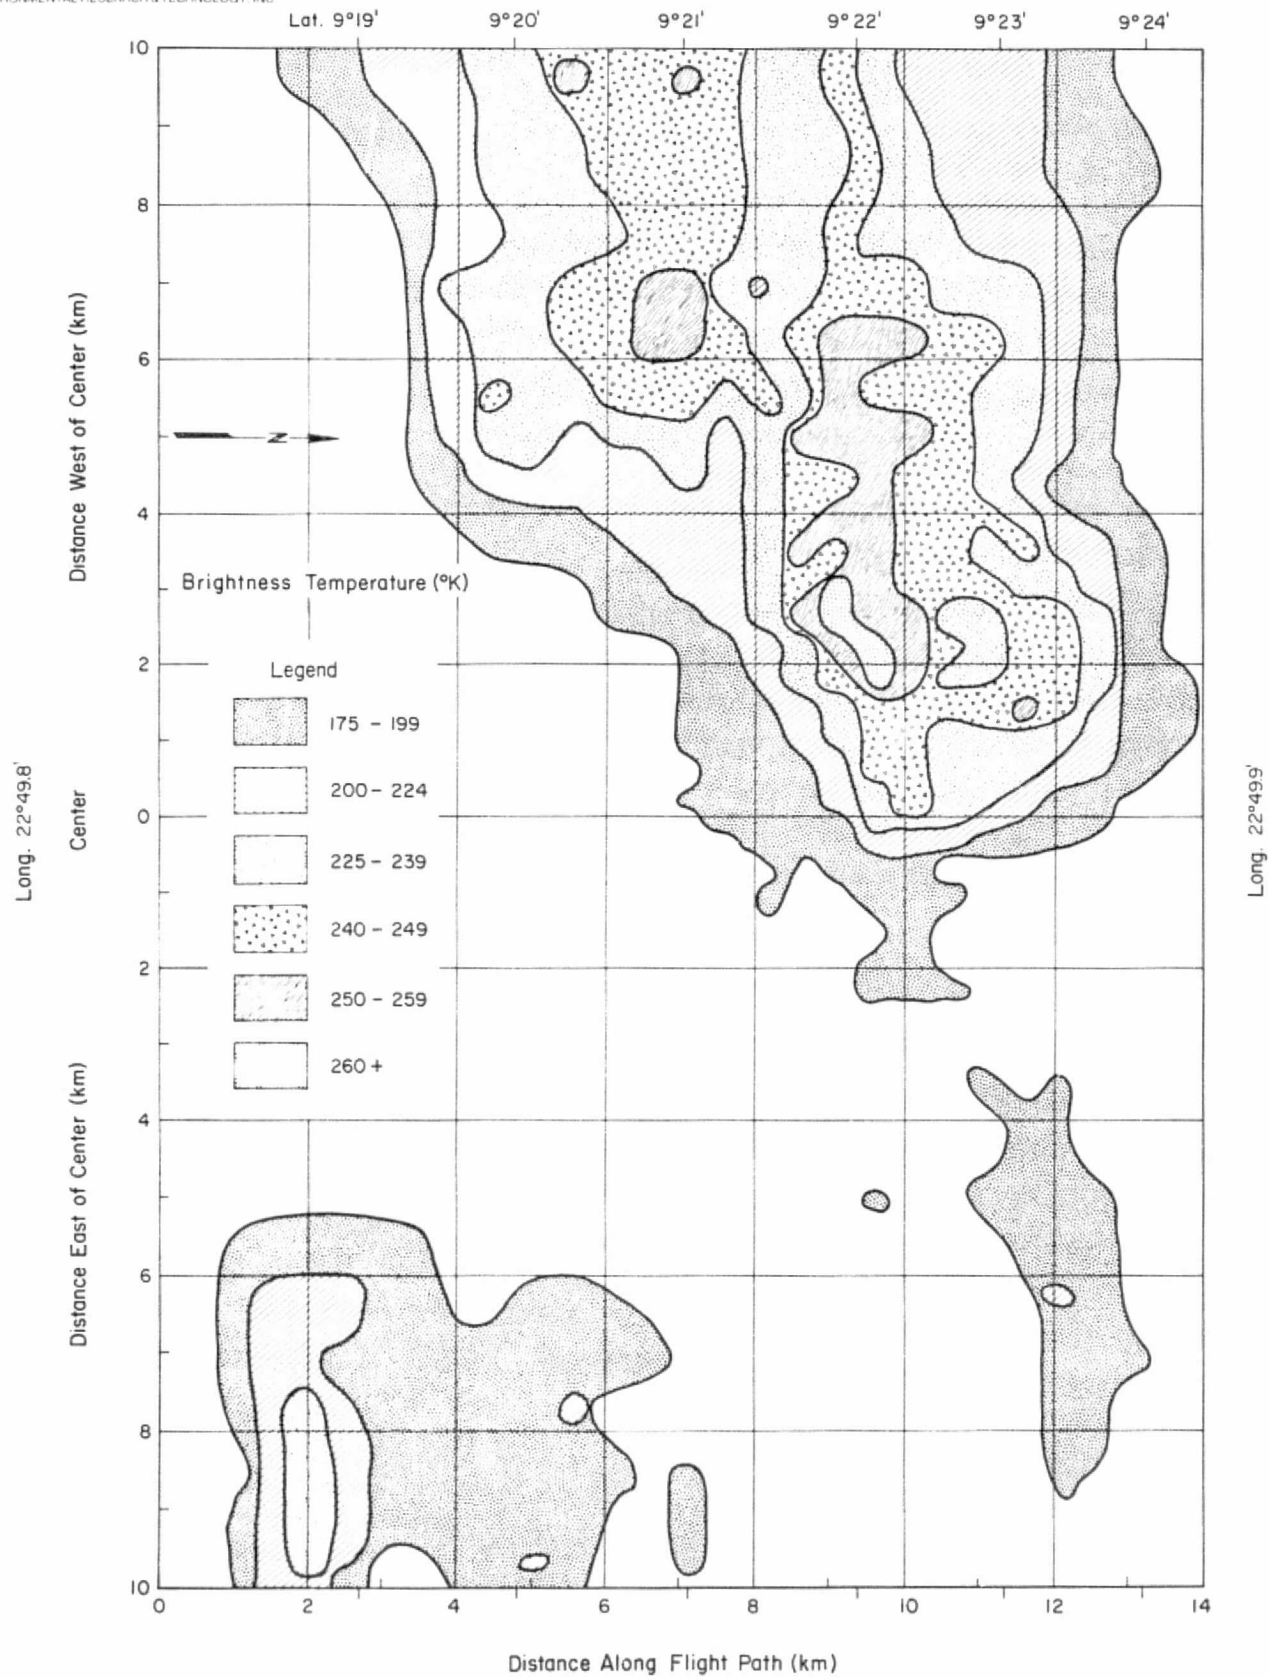 Lat. 9°19' 9°20' 9°21' 9°22' 9°23' 9°24'
10
8
6
4
2
0
2
4
6
8
10
Distance West of Center (km)
Center
Distance East of Center (km)
Long. 22°49.8'
Long. 22°49.9'
N
Brightness Temperature (°K)
Legend
175 - 199
200 - 224
225 - 239
240 - 249
250 - 259
260 +
0 2 4 6 8 10 12 14
Distance Along Flight Path (km)